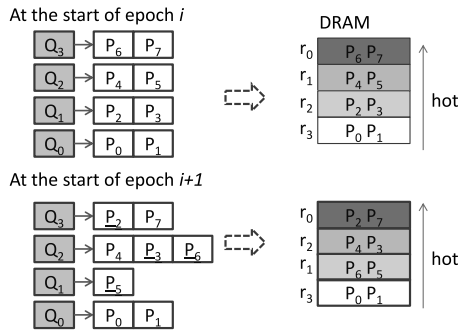 At the start of epoch i
DRAM
Q3 P6 P7 r0 P6 P7
Q2 P4 P5 r1 P4 P5
Q1 P2 P3 r2 P2 P3
Q0 P0 P1 r3 P0 P1
hot
At the start of epoch i+1
Q3 P2 P7 r0 P2 P7
Q2 P4 P3 P6 r2 P4 P3
Q1 P5 r1 P6 P5
Q0 P0 P1 r3 P0 P1
hot